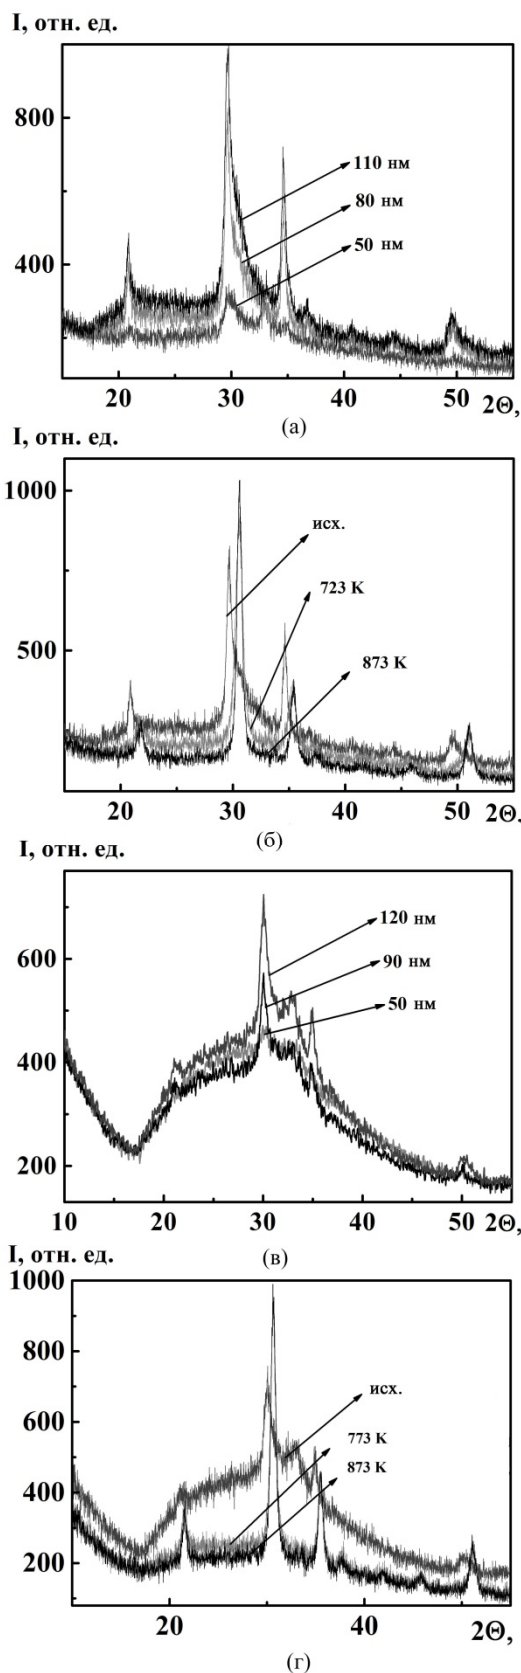 I, отн. ед.
800
110 нм
80 нм
50 нм
400
20 30 40 50 2Θ,
(а)
I, отн. ед.
1000
исх.
723 K
500
873 K
20 30 40 50 2Θ,
(б)
I, отн. ед.
120 нм
600
90 нм
50 нм
400
200
10 20 30 40 50 2Θ,
(в)
I, отн. ед.
1000
800
исх.
600
773 K
873 K
400
200
20 40 2Θ,
(г)